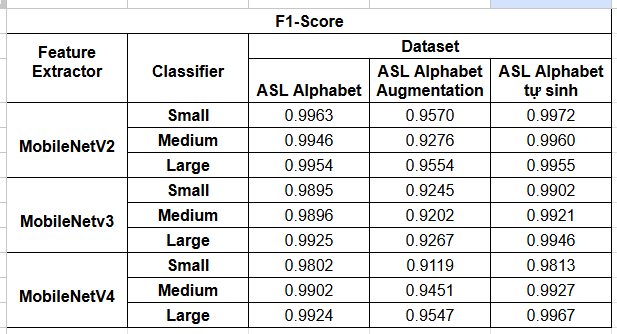 F1-Score
Feature Extractor Classifier Dataset
ASL Alphabet ASL Alphabet Augmentation ASL Alphabet tự sinh
MobileNetV2 Small 0.9963 0.9570 0.9972
Medium 0.9946 0.9276 0.9960
Large 0.9954 0.9554 0.9955
MobileNetv3 Small 0.9895 0.9245 0.9902
Medium 0.9896 0.9202 0.9921
Large 0.9925 0.9267 0.9946
MobileNetV4 Small 0.9802 0.9119 0.9813
Medium 0.9902 0.9451 0.9927
Large 0.9924 0.9547 0.9967